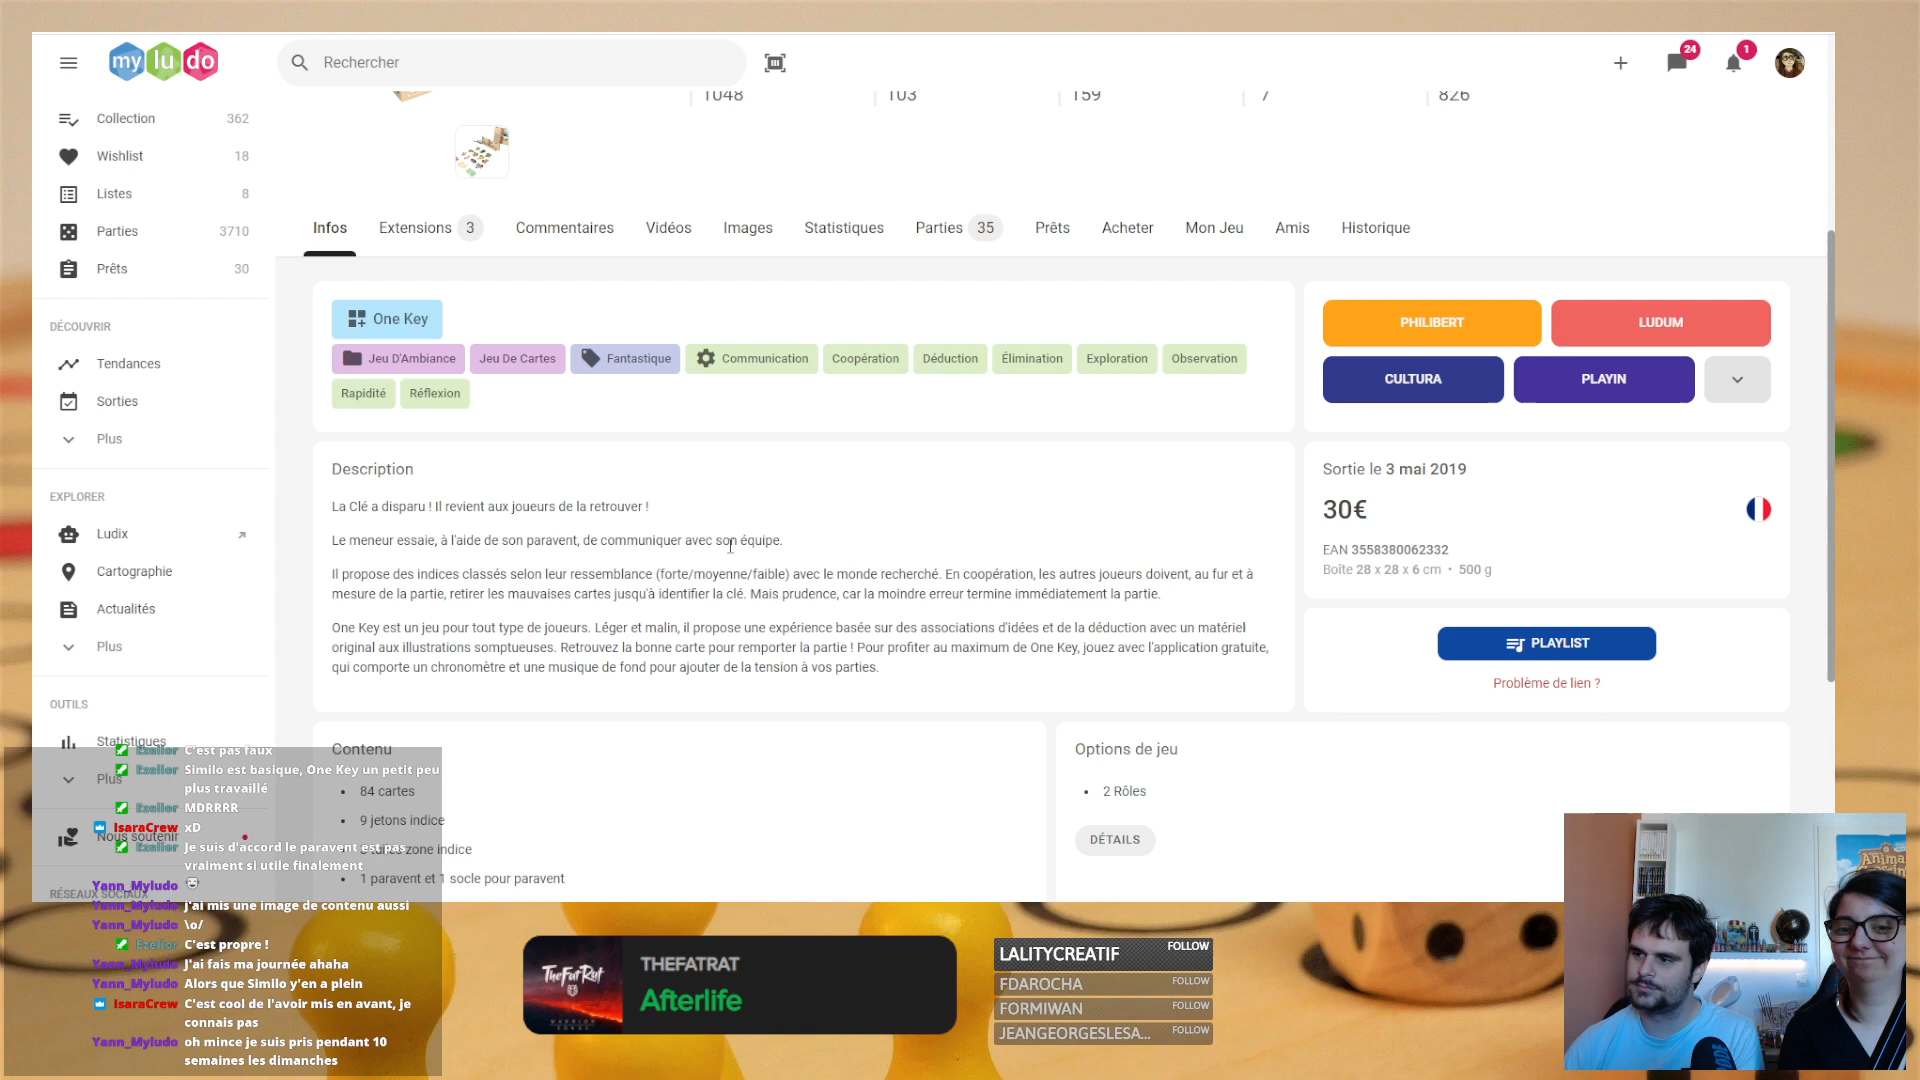 my lu do
Rechercher
24
1
Collection 362
Wishlist 18
Listes 8
Parties 3710
Prêts 30
DÉCOUVRIR
Tendances
Sorties
Plus
EXPLORER
Ludix
Cartographie
Actualités
Plus
OUTILS
Statistiques
Plus
Nous soutenir
RÉSEAUX SOCIAUX
1048 103 159 7 826
Infos Extensions 3 Commentaires Vidéos Images Statistiques Parties 35 Prêts Acheter Mon Jeu Amis Historique
One Key
Jeu D'Ambiance Jeu De Cartes Fantastique Communication Coopération Déduction Élimination Exploration Observation
Rapidité Réflexion
PHILIBERT LUDUM
CULTURA PLAYIN
Description
La Clé a disparu ! Il revient aux joueurs de la retrouver !
Le meneur essaie, à l'aide de son paravent, de communiquer avec son équipe.
Il propose des indices classés selon leur ressemblance (forte/moyenne/faible) avec le monde recherché. En coopération, les autres joueurs doivent, au fur et à
mesure de la partie, retirer les mauvaises cartes jusqu'à identifier la clé. Mais prudence, car la moindre erreur termine immédiatement la partie.
One Key est un jeu pour tout type de joueurs. Léger et malin, il propose une expérience basée sur des associations d'idées et de la déduction avec un matériel
original aux illustrations somptueuses. Retrouvez la bonne carte pour remporter la partie ! Pour profiter au maximum de One Key, jouez avec l'application gratuite,
qui comporte un chronomètre et une musique de fond pour ajouter de la tension à vos parties.
Sortie le 3 mai 2019
30€
EAN 3558380062332
Boîte 28 x 28 x 6 cm • 500 g
PLAYLIST
Problème de lien ?
Contenu
84 cartes
9 jetons indice
zone indice
1 paravent et 1 socle pour paravent
Options de jeu
2 Rôles
DÉTAILS
Ezelior C'est pas faux
Ezelior Similo est basique, One Key un petit peu
plus travaillé
Ezelior MDRRRR
IsaraCrew xD
Ezelior Je suis d'accord le paravent est pas
vraiment si utile finalement
Yann_Myludo
Yann_Myludo j'ai mis une image de contenu aussi
Yann_Myludo \o/
Ezelior C'est propre !
Yann_Myludo J'ai fais ma journée ahaha
Yann_Myludo Alors que Similo y'en a plein
IsaraCrew C'est cool de l'avoir mis en avant, je
connais pas
Yann_Myludo oh mince je suis pris pendant 10
semaines les dimanches
TheFatRat
THEFATRAT
Afterlife
LALITYCREATIF FOLLOW
FDAROCHA FOLLOW
FORMIWAN FOLLOW
JEANGEORGESLESA... FOLLOW